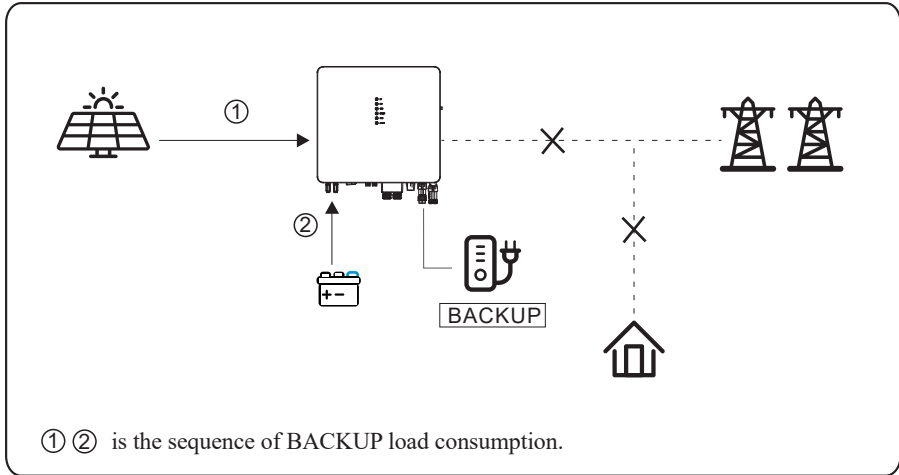 ①
②
+ −
BACKUP
① ② is the sequence of BACKUP load consumption.